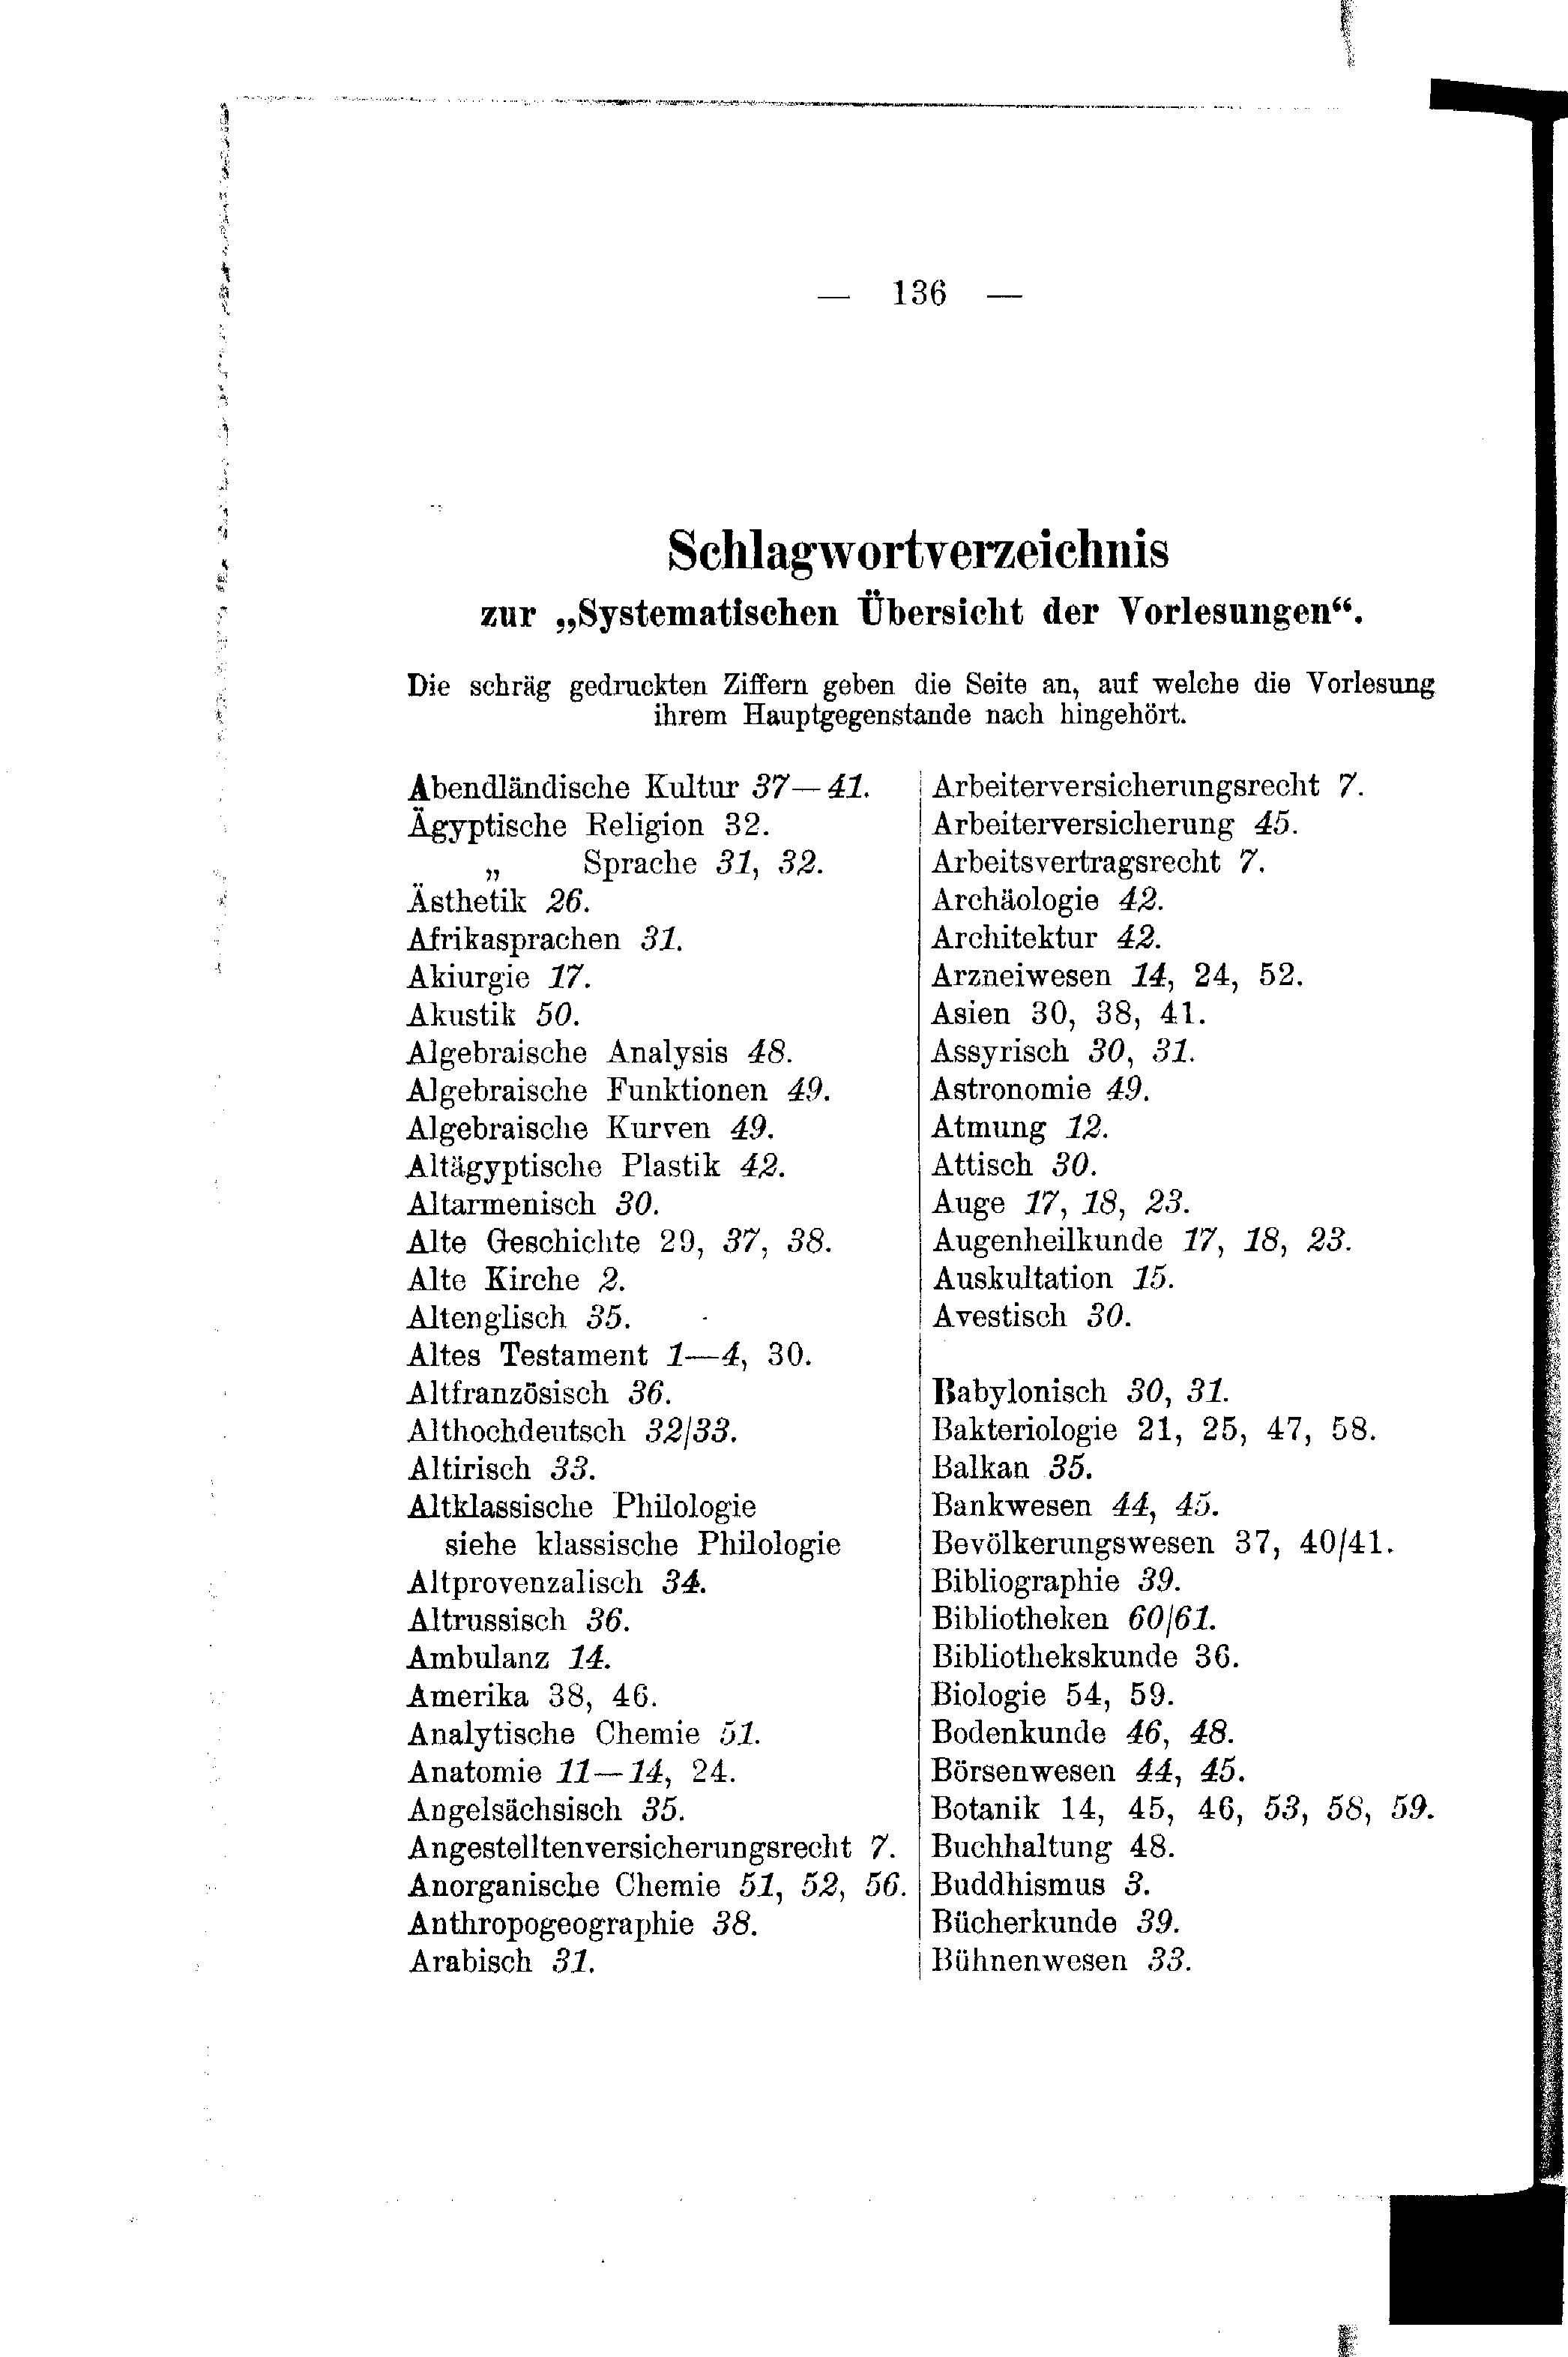 — 136 —
Schlagwortverzeichnis
zur „Systematischen Übersicht der Vorlesungen“.
Die schräg gedruckten Ziffern geben die Seite an, auf welche die Vorlesung
ihrem Hauptgegenstande nach hingehört.
Abendländische Kultur 37—41.
Ägyptische Religion 32.
„ Sprache 31, 32.
Ästhetik 26.
Afrikasprachen 31.
Akiurgie 17.
Akustik 50.
Algebraische Analysis 48.
Algebraische Funktionen 49.
Algebraische Kurven 49.
Altägyptische Plastik 42.
Altarmenisch 30.
Alte Geschichte 29, 37, 38.
Alte Kirche 2.
Altenglisch 35.
Altes Testament 1—4, 30.
Altfranzösisch 36.
Althochdeutsch 32/33.
Altirisch 33.
Altklassische Philologie
siehe klassische Philologie
Altprovenzalisch 34.
Altrussisch 36.
Ambulanz 14.
Amerika 38, 46.
Analytische Chemie 51.
Anatomie 11—14, 24.
Angelsächsisch 35.
Angestelltenversicherungsrecht 7.
Anorganische Chemie 51, 52, 56.
Anthropogeographie 38.
Arabisch 31.
Arbeiterversicherungsrecht 7.
Arbeiterversicherung 45.
Arbeitsvertragsrecht 7.
Archäologie 42.
Architektur 42.
Arzneiwesen 14, 24, 52.
Asien 30, 38, 41.
Assyrisch 30, 31.
Astronomie 49.
Atmung 12.
Attisch 30.
Auge 17, 18, 23.
Augenheilkunde 17, 18, 23.
Auskultation 15.
Avestisch 30.
Babylonisch 30, 31.
Bakteriologie 21, 25, 47, 58.
Balkan 35.
Bankwesen 44, 45.
Bevölkerungswesen 37, 40/41.
Bibliographie 39.
Bibliotheken 60/61.
Bibliothekskunde 36.
Biologie 54, 59.
Bodenkunde 46, 48.
Börsenwesen 44, 45.
Botanik 14, 45, 46, 53, 58, 59.
Buchhaltung 48.
Buddhismus 3.
Bücherkunde 39.
Bühnenwesen 33.